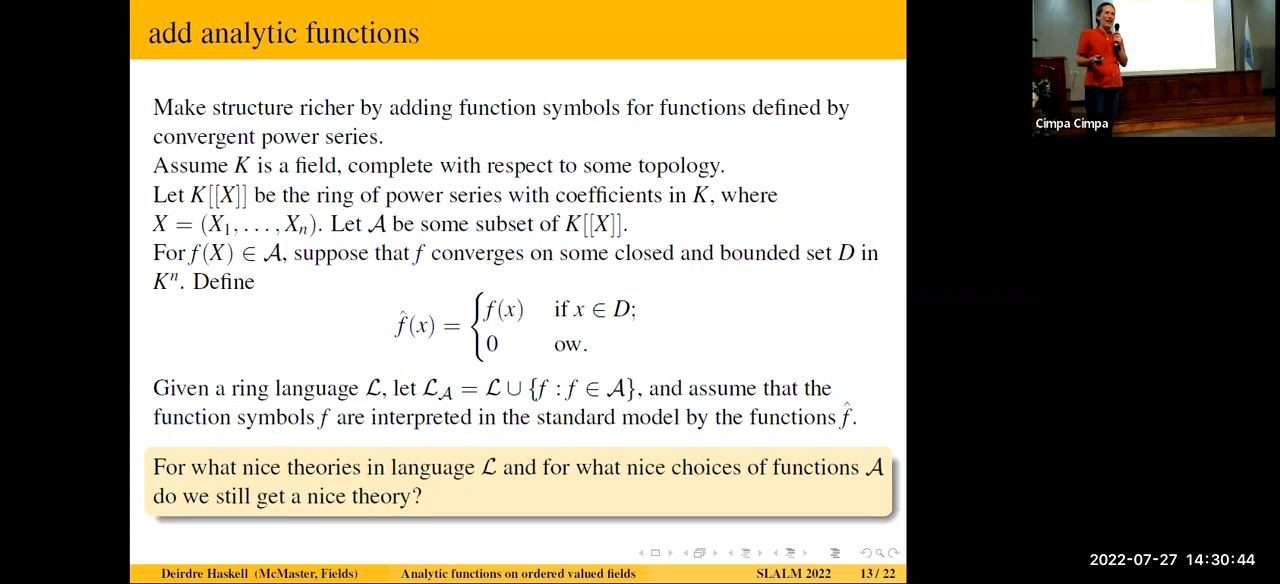 add analytic functions
Make structure richer by adding function symbols for functions defined by
convergent power series.
Assume K is a field, complete with respect to some topology.
Let K[[X]] be the ring of power series with coefficients in K, where
X = (X₁, . . . , Xₙ). Let 𝒜 be some subset of K[[X]].
For f(X) ∈ 𝒜, suppose that f converges on some closed and bounded set D in
Kⁿ. Define
f̂(x) = { f(x) if x ∈ D;
0 ow.
Given a ring language ℒ, let ℒ_𝒜 = ℒ ∪ {f : f ∈ 𝒜}, and assume that the
function symbols f are interpreted in the standard model by the functions f̂.
For what nice theories in language ℒ and for what nice choices of functions 𝒜
do we still get a nice theory?
Deirdre Haskell (McMaster, Fields) Analytic functions on ordered valued fields SLALM 2022 13 / 22
Cimpa Cimpa
2022-07-27 14:30:44